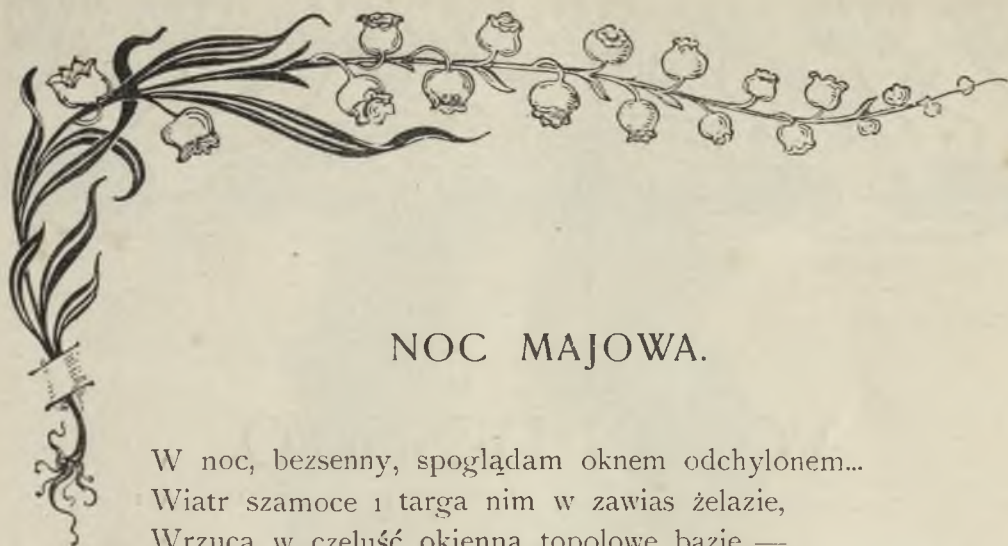 NOC MAJOWA.
W noc, bezsenny, spoglądam oknem odchylonem...
Wiatr szamoce i targa nim w zawias żelazie,
Wrzuca w czeluść okienną topolowe bazie —